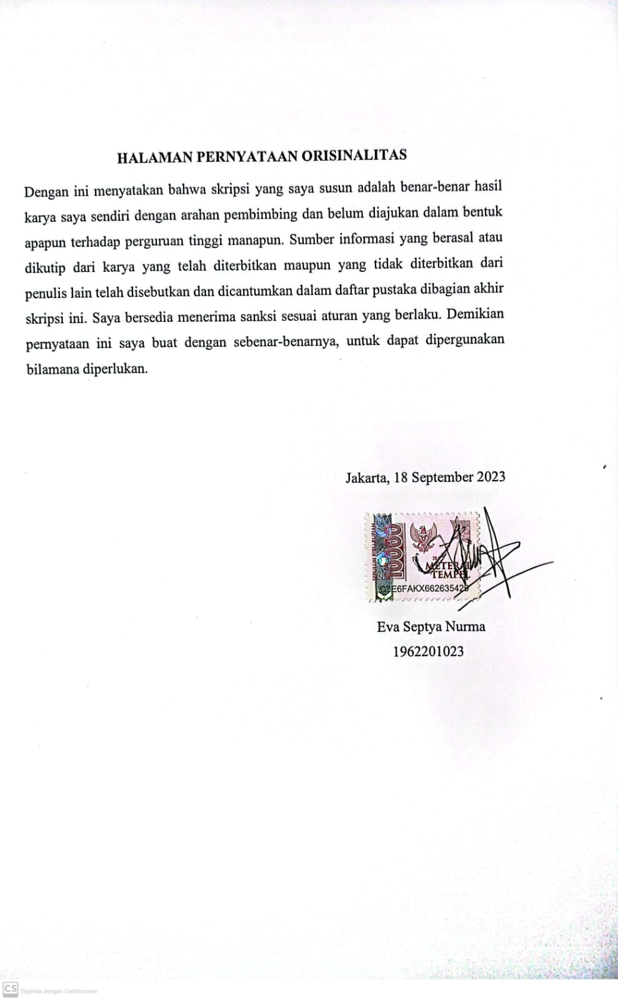 HALAMAN PERNYATAAN ORISINALITAS
Dengan ini menyatakan bahwa skripsi yang saya susun adalah benar-benar hasil
karya saya sendiri dengan arahan pembimbing dan belum diajukan dalam bentuk
apapun terhadap perguruan tinggi manapun. Sumber informasi yang berasal atau
dikutip dari karya yang telah diterbitkan maupun yang tidak diterbitkan dari
penulis lain telah disebutkan dan dicantumkan dalam daftar pustaka dibagian akhir
skripsi ini. Saya bersedia menerima sanksi sesuai aturan yang berlaku. Demikian
pernyataan ini saya buat dengan sebenar-benarnya, untuk dapat dipergunakan
bilamana diperlukan.
Jakarta, 18 September 2023
SEPULUH RIBU RUPIAH
10000
METERAI
TEMPEL
Eva Septya Nurma
1962201023
CS Dipindai dengan CamScanner